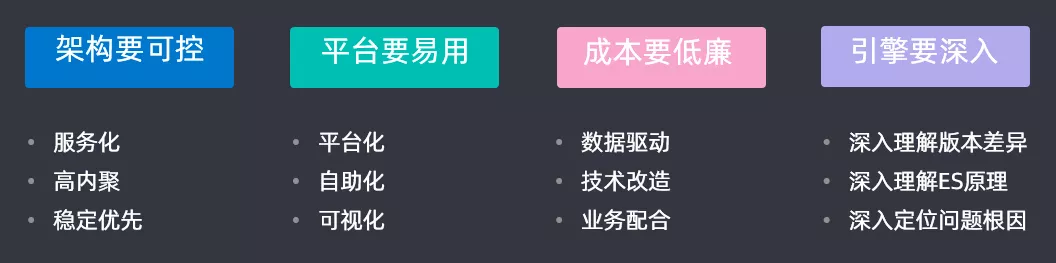 架构要可控
服务化
高内聚
稳定优先
平台要易用
平台化
自助化
可视化
成本要低廉
数据驱动
技术改造
业务配合
引擎要深入
深入理解版本差异
深入理解ES原理
深入定位问题根因